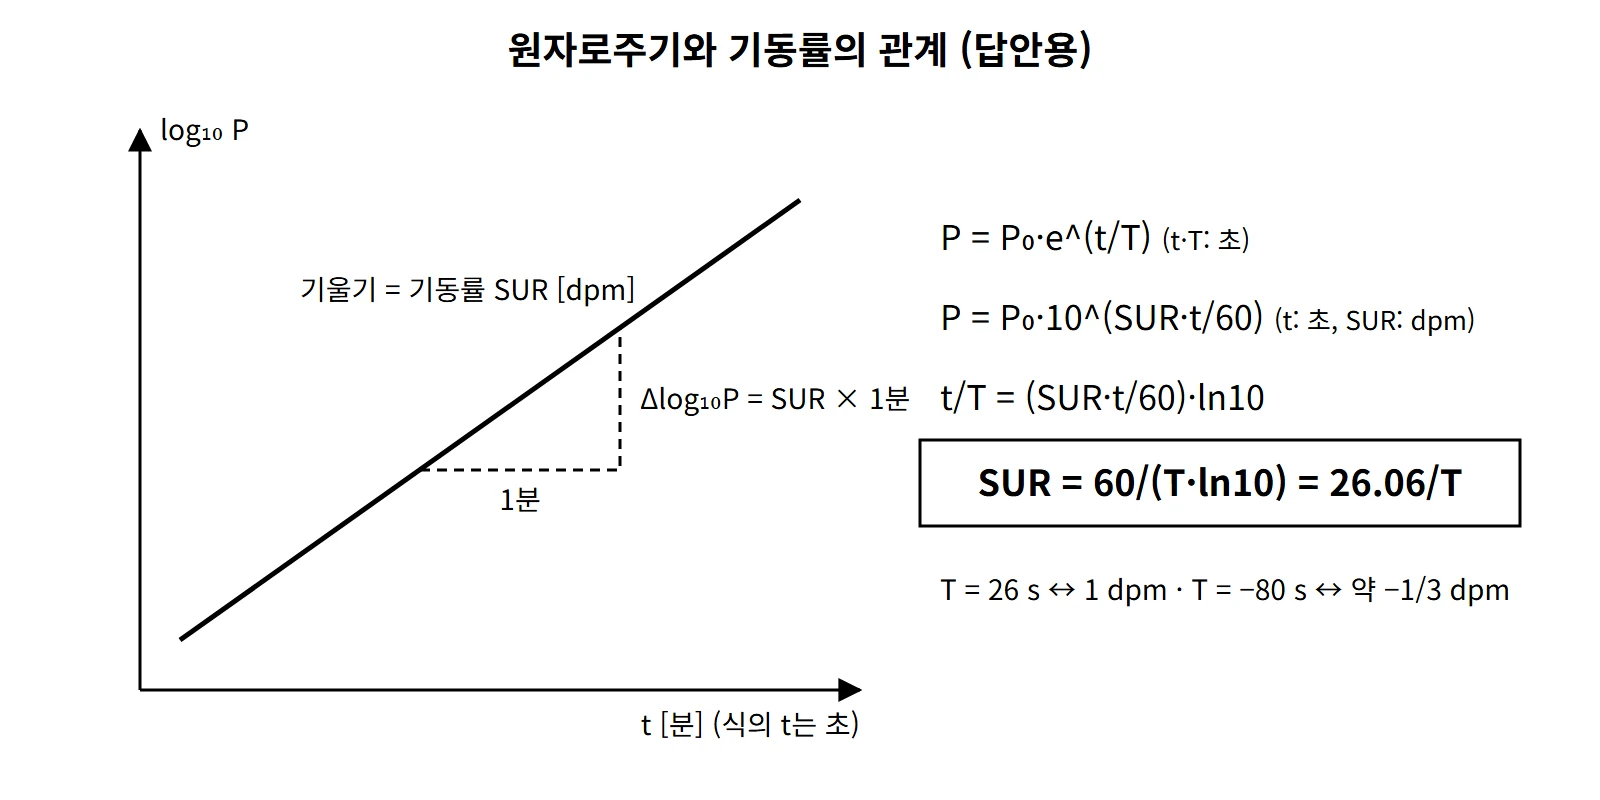 원자로주기와 기동률의 관계 (답안용)
log₁₀ P
기울기 = 기동률 SUR [dpm]
Δlog₁₀P = SUR × 1분
1분
t [분] (식의 t는 초)
P = P₀·e^(t/T) (t·T: 초)
P = P₀·10^(SUR·t/60) (t: 초, SUR: dpm)
t/T = (SUR·t/60)·ln10
SUR = 60/(T·ln10) = 26.06/T
T = 26 s ↔ 1 dpm · T = −80 s ↔ 약 −1/3 dpm